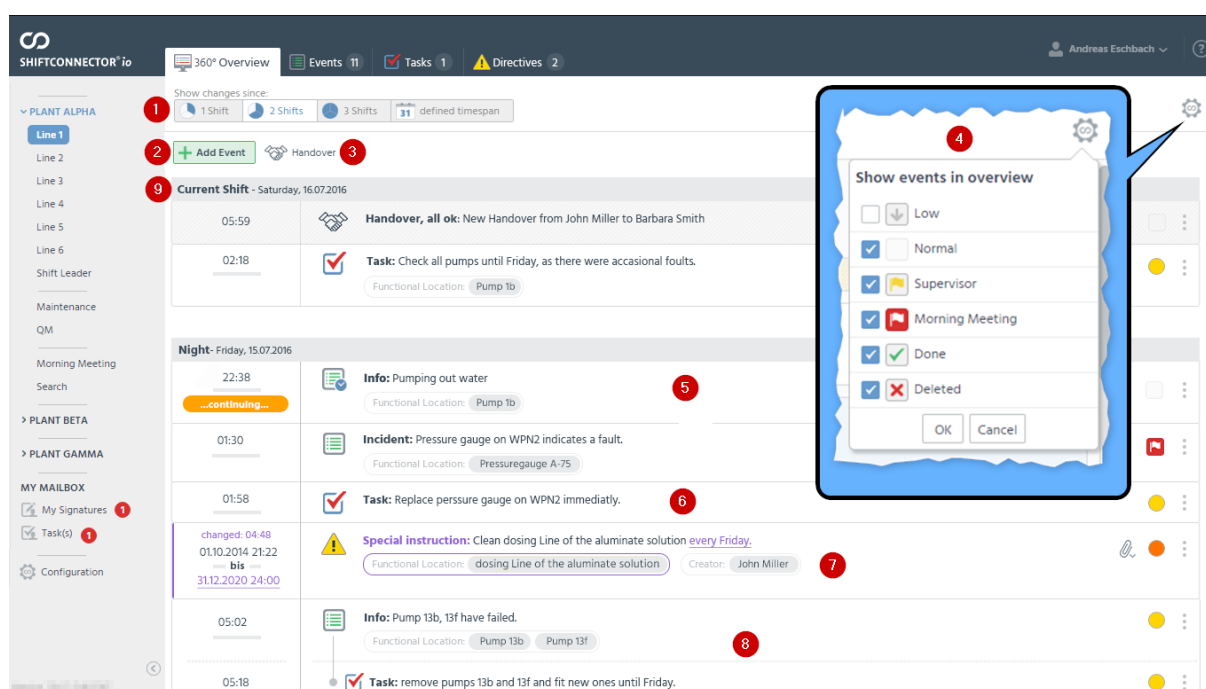 SHIFTCONNECTOR® io
360° Overview
Events 11
Tasks 1
Directives 2
Andreas Eschbach
?
PLANT ALPHA
Line 1
Line 2
Line 3
Line 4
Line 5
Line 6
Shift Leader
Maintenance
QM
Morning Meeting
Search
PLANT BETA
PLANT GAMMA
MY MAILBOX
My Signatures 1
Task(s) 1
Configuration
Show changes since:
1
1 Shift
2 Shifts
3 Shifts
31 defined timespan
2
Add Event
Handover
3
9
Current Shift - Saturday, 16.07.2016
05:59
Handover, all ok: New Handover from John Miller to Barbara Smith
02:18
Task: Check all pumps until Friday, as there were accasional foults.
Functional Location: Pump 1b
Night- Friday, 15.07.2016
22:38
...continuing...
Info: Pumping out water
Functional Location: Pump 1b
5
01:30
Incident: Pressure gauge on WPN2 indicates a fault.
Functional Location: Pressuregauge A-75
01:58
Task: Replace perssure gauge on WPN2 immediatly.
6
changed: 04:48
01.10.2014 21:22
bis
31.12.2020 24:00
Special instruction: Clean dosing Line of the aluminate solution every Friday.
Functional Location: dosing Line of the aluminate solution
Creator: John Miller
7
05:02
Info: Pump 13b, 13f have failed.
Functional Location: Pump 13b Pump 13f
8
05:18
Task: remove pumps 13b and 13f and fit new ones until Friday.
4
Show events in overview
Low
Normal
Supervisor
Morning Meeting
Done
Deleted
OK
Cancel